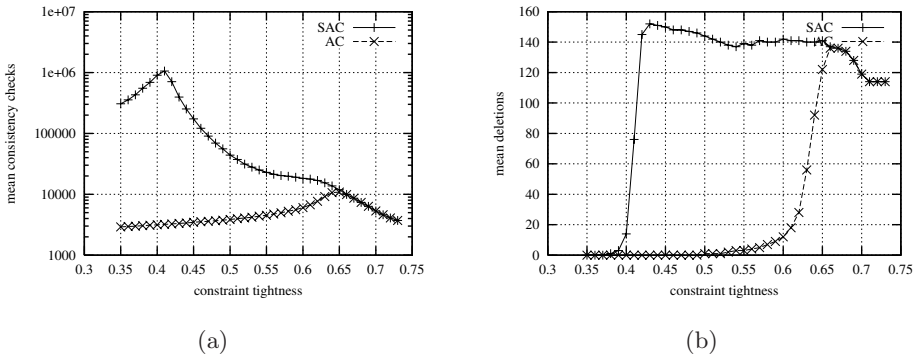 1e+07
1e+06
100000
10000
1000
mean consistency checks
SAC
AC
0.3 0.35 0.4 0.45 0.5 0.55 0.6 0.65 0.7 0.75
constraint tightness
(a)
160
140
120
100
80
60
40
20
0
mean deletions
SAC
AC
0.3 0.35 0.4 0.45 0.5 0.55 0.6 0.65 0.7 0.75
constraint tightness
(b)